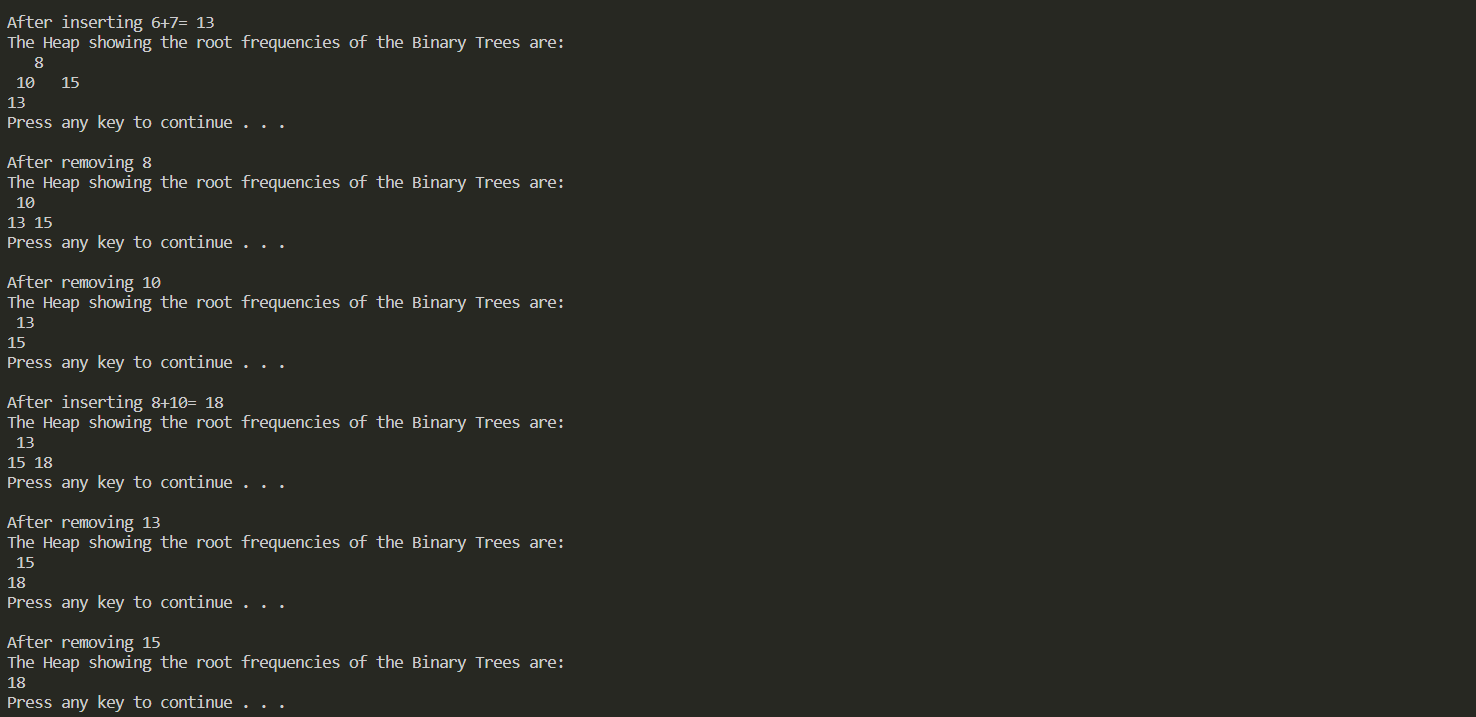 After inserting 6+7= 13
The Heap showing the root frequencies of the Binary Trees are:
   8
 10   15
13
Press any key to continue . . .

After removing 8
The Heap showing the root frequencies of the Binary Trees are:
 10
13 15
Press any key to continue . . .

After removing 10
The Heap showing the root frequencies of the Binary Trees are:
 13
15
Press any key to continue . . .

After inserting 8+10= 18
The Heap showing the root frequencies of the Binary Trees are:
 13
15 18
Press any key to continue . . .

After removing 13
The Heap showing the root frequencies of the Binary Trees are:
 15
18
Press any key to continue . . .

After removing 15
The Heap showing the root frequencies of the Binary Trees are:
18
Press any key to continue . . .